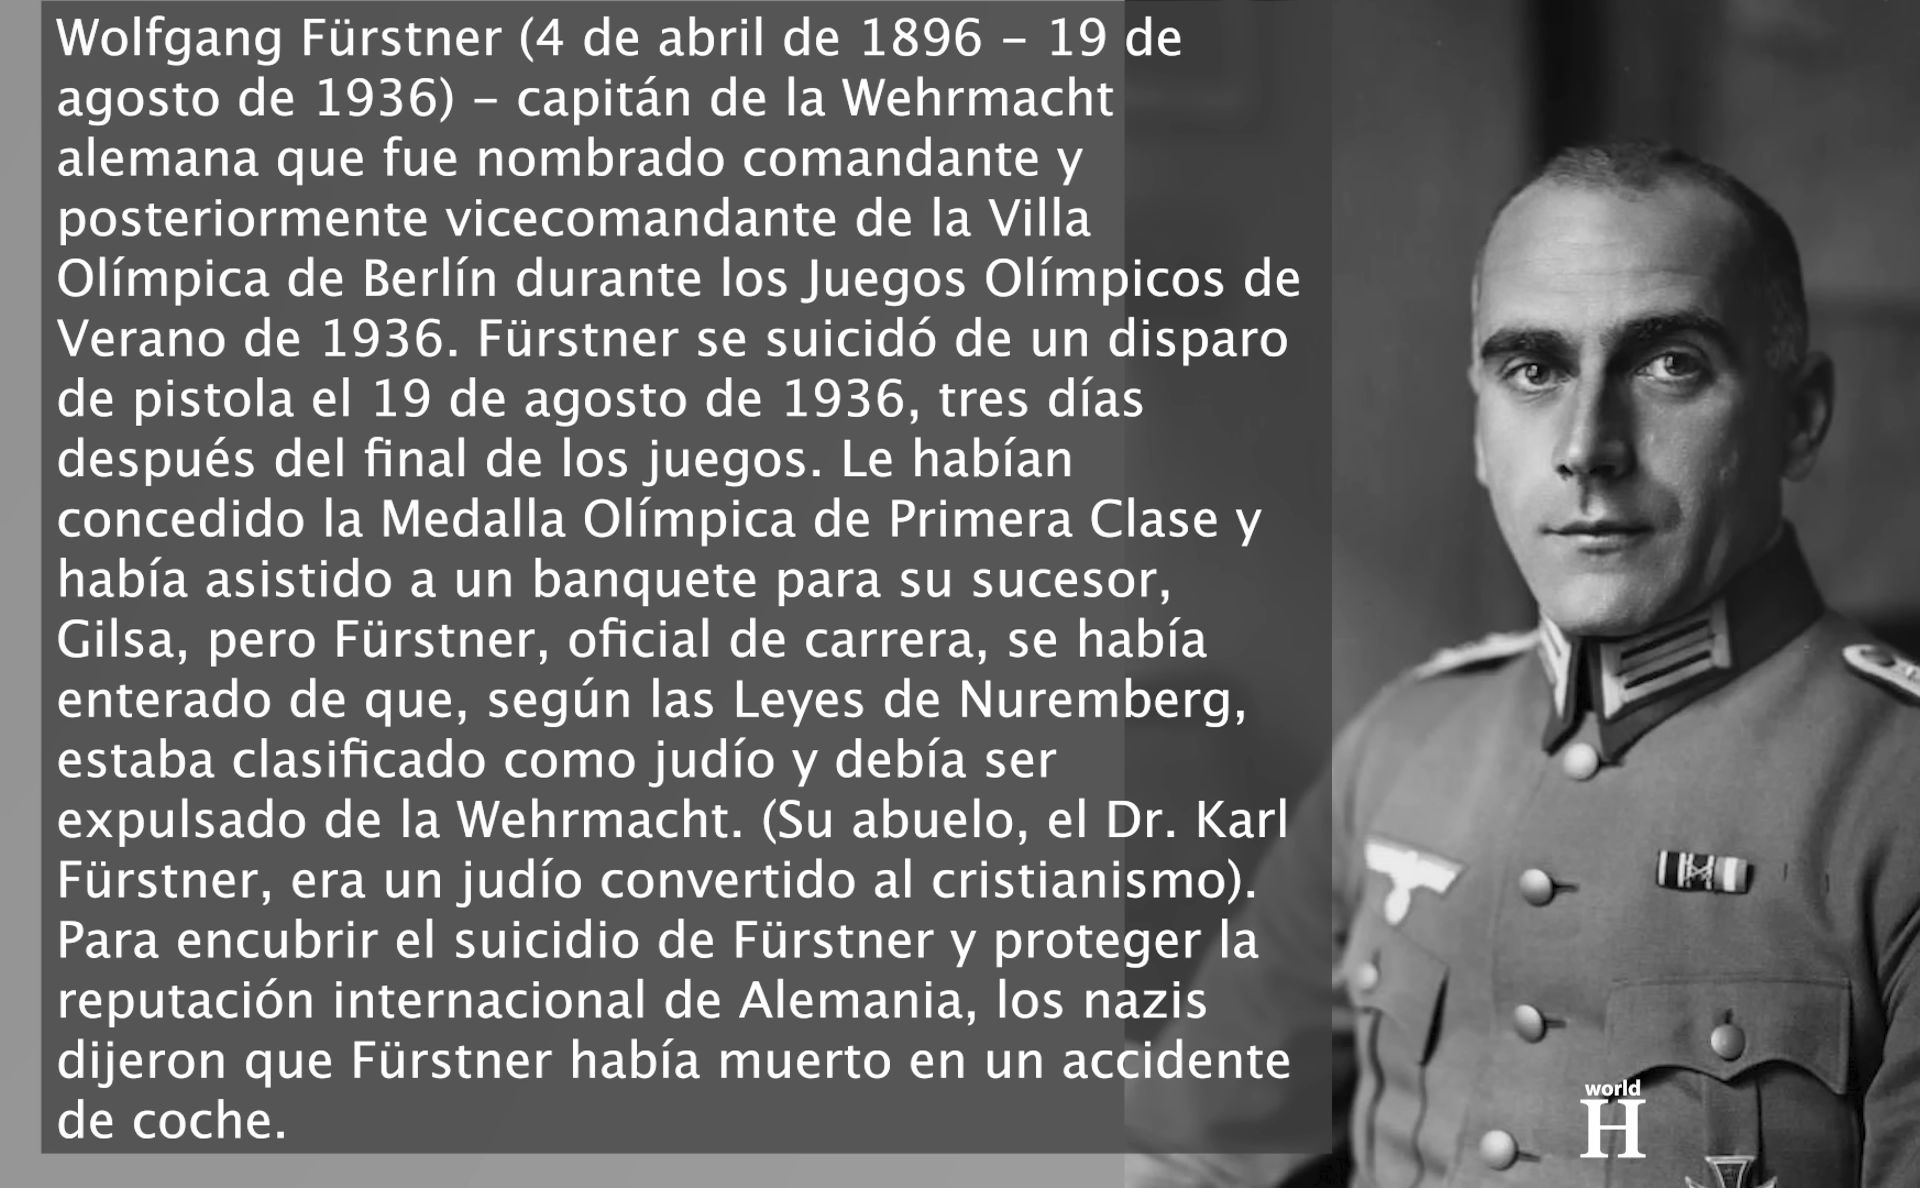 Wolfgang Fürstner (4 de abril de 1896 – 19 de
agosto de 1936) – capitán de la Wehrmacht
alemana que fue nombrado comandante y
posteriormente vicecomandante de la Villa
Olímpica de Berlín durante los Juegos Olímpicos de
Verano de 1936. Fürstner se suicidó de un disparo
de pistola el 19 de agosto de 1936, tres días
después del final de los juegos. Le habían
concedido la Medalla Olímpica de Primera Clase y
había asistido a un banquete para su sucesor,
Gilsa, pero Fürstner, oficial de carrera, se había
enterado de que, según las Leyes de Nuremberg,
estaba clasificado como judío y debía ser
expulsado de la Wehrmacht. (Su abuelo, el Dr. Karl
Fürstner, era un judío convertido al cristianismo).
Para encubrir el suicidio de Fürstner y proteger la
reputación internacional de Alemania, los nazis
dijeron que Fürstner había muerto en un accidente
de coche.
world
H